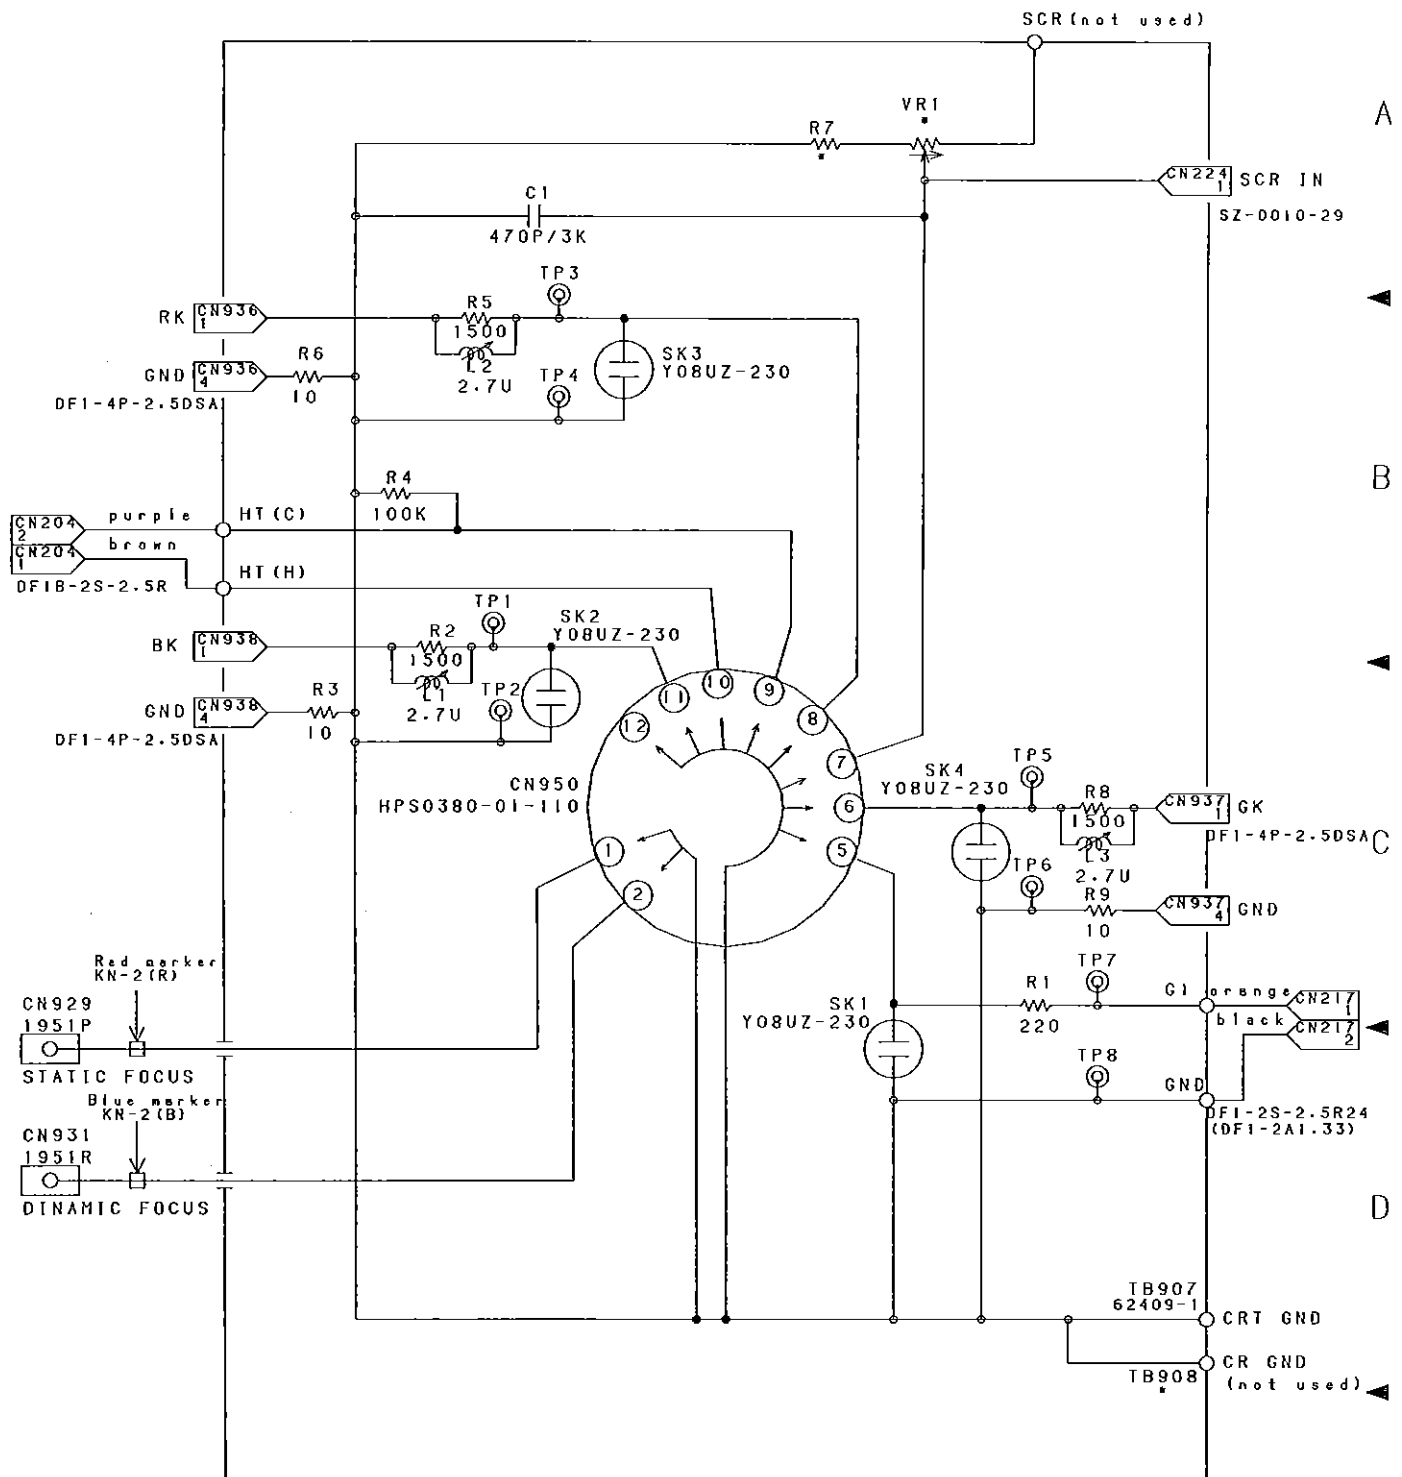 SCR(not used)
VR1
*
R7
*
A
CN224
1
SCR IN
SZ-0010-29
C1
470P/3K
TP3
RK
CN936
1
R5
1500
L2
2.7U
SK3
Y08UZ-230
R6
10
GND
CN936
4
DF1-4P-2.5DSA
TP4
R4
100K
B
CN204
2
purple
HT(C)
CN204
1
brown
HT(H)
DF1B-2S-2.5R
TP1
SK2
Y08UZ-230
BK
CN938
1
R2
1500
L1
2.7U
TP2
R3
10
GND
CN938
4
DF1-4P-2.5DSA
10
9
11
8
12
7
6
5
1
2
CN950
HPS0380-01-110
SK4
Y08UZ-230
TP5
R8
1500
L3
2.7U
CN937
1
GK
DF1-4P-2.5DSA
C
TP6
R9
10
CN937
4
GND
Red marker
KN-2(R)
CN929
1951P
STATIC FOCUS
SK1
Y08UZ-230
R1
220
TP7
G1
orange
CN217
1
black
CN217
2
TP8
GND
DF1-2S-2.5R24
(DF1-2A1.33)
Blue marker
KN-2(B)
CN931
1951R
DINAMIC FOCUS
D
TB907
62409-1
CRT GND
CR GND
(not used)
TB908
*